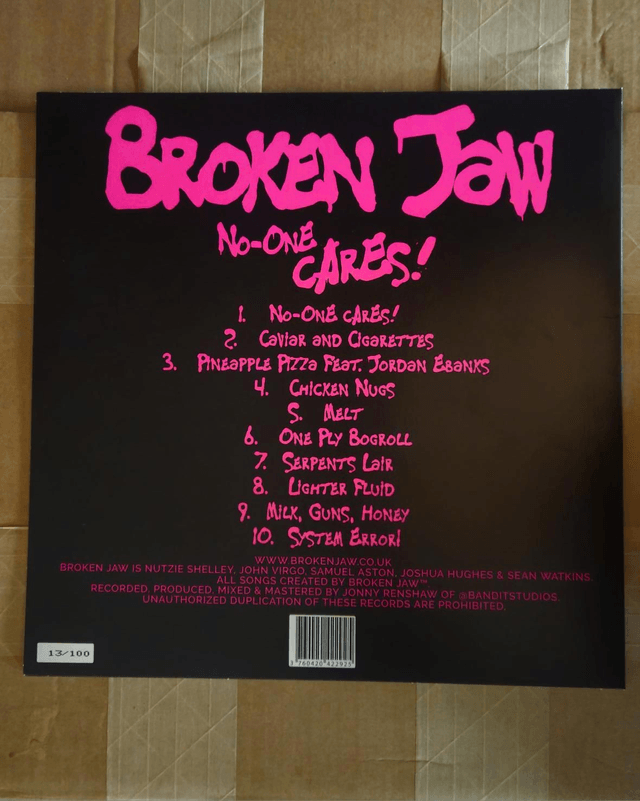 BROKEN JAW
NO-ONE
CARES!
1. NO-ONE CARES!
2. CAVIAR AND CIGARETTES
3. PINEAPPLE PIZZA FEAT. JORDAN EBANKS
4. CHICKEN NUGS
5. MELT
6. ONE PLY BOGROLL
7. SERPENTS LAIR
8. LIGHTER FLUID
9. MILK, GUNS, HONEY
10. SYSTEM ERROR!
WWW.BROKENJAW.CO.UK
BROKEN JAW IS NUTZIE SHELLEY, JOHN VIRGO, SAMUEL ASTON, JOSHUA HUGHES & SEAN WATKINS.
ALL SONGS CREATED BY BROKEN JAW™
RECORDED, PRODUCED, MIXED & MASTERED BY JONNY RENSHAW OF @BANDITSTUDIOS.
UNAUTHORIZED DUPLICATION OF THESE RECORDS ARE PROHIBITED.
13/100
3 760420 422925